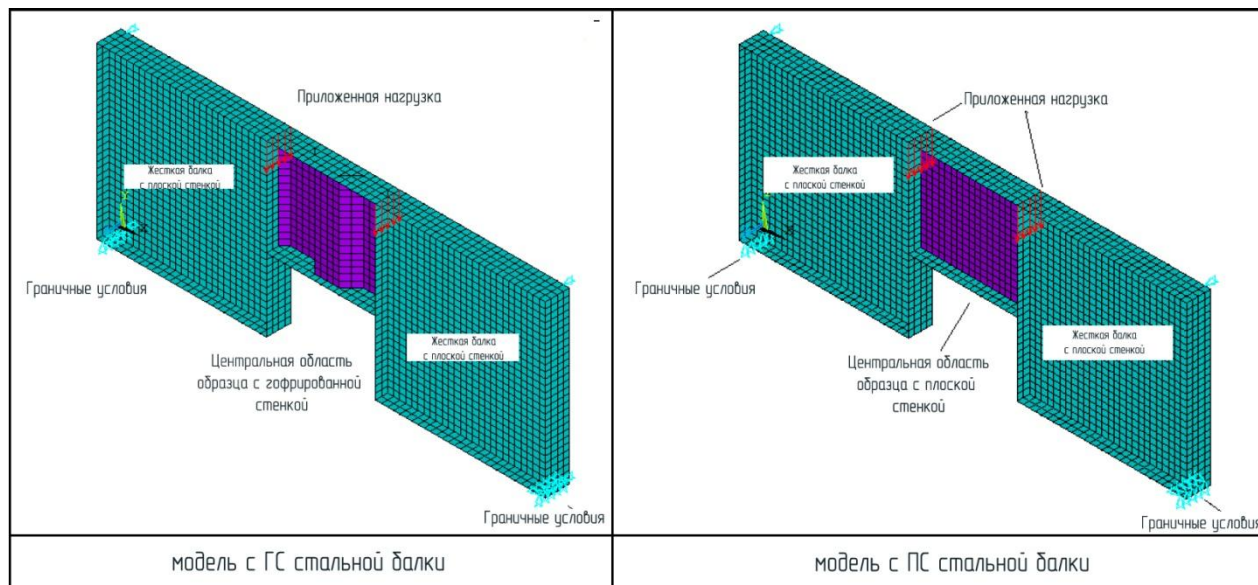 Приложенная нагрузка
Жесткая балка
с плоской стенкой
Граничные условия
Центральная область
образца с гофрированной
стенкой
Жесткая балка
с плоской стенкой
Граничные условия
модель с ГС стальной балки
Приложенная нагрузка
Жесткая балка
с плоской стенкой
Граничные условия
Центральная область
образца с плоской
стенкой
Жесткая балка
с плоской стенкой
Граничные условия
модель с ПС стальной балки